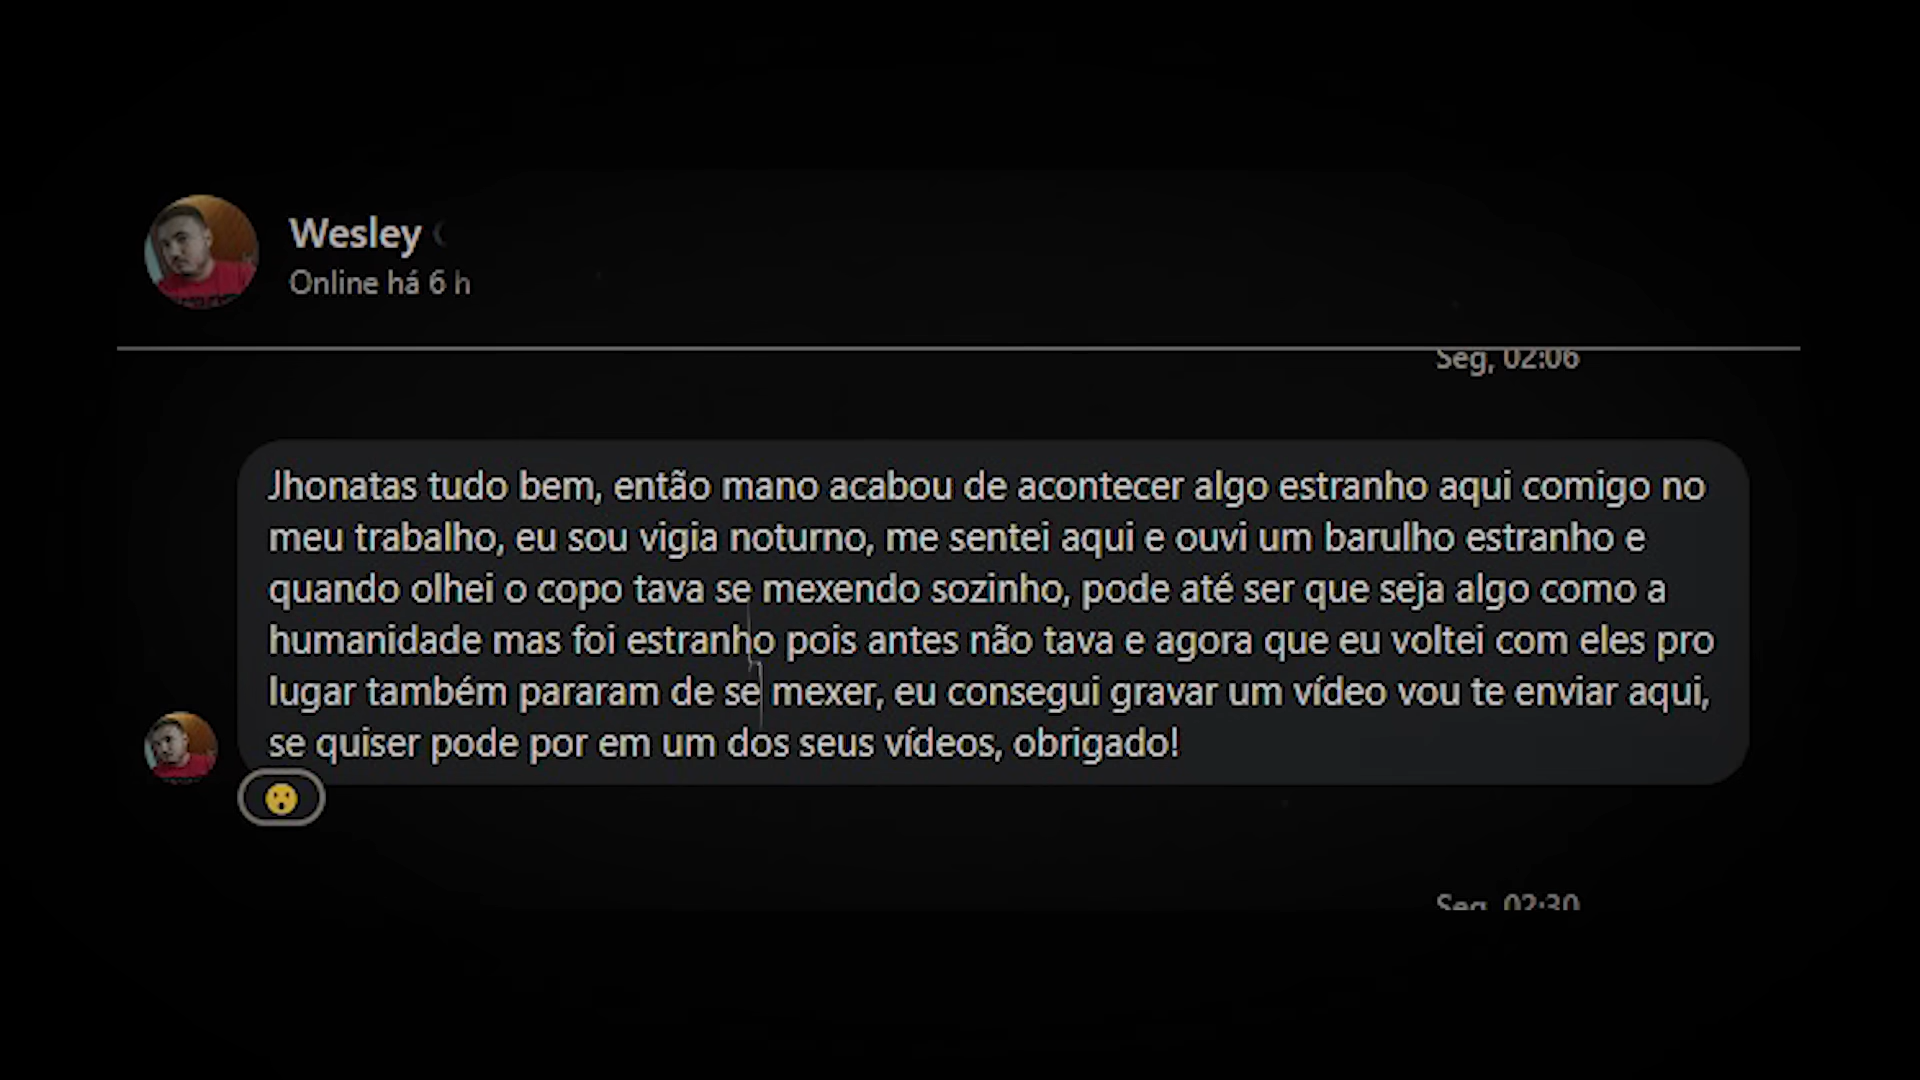 Wesley
Online há 6 h
Seg, 02:06
Jhonatas tudo bem, então mano acabou de acontecer algo estranho aqui comigo no
meu trabalho, eu sou vigia noturno, me sentei aqui e ouvi um barulho estranho e
quando olhei o copo tava se mexendo sozinho, pode até ser que seja algo como a
humanidade mas foi estranho pois antes não tava e agora que eu voltei com eles pro
lugar também pararam de se mexer, eu consegui gravar um vídeo vou te enviar aqui,
se quiser pode por em um dos seus vídeos, obrigado!
Seg, 02:30